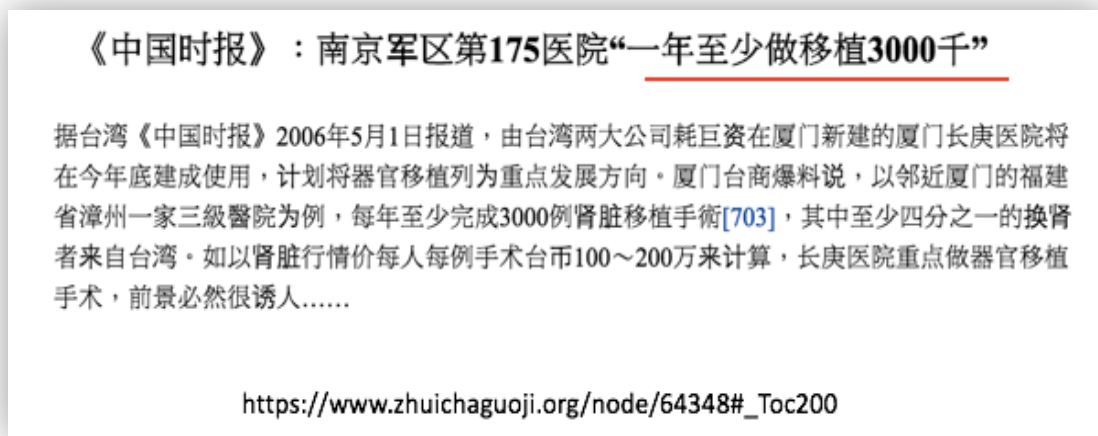 《中国时报》：南京军区第175医院“一年至少做移植3000千”
据台湾《中国时报》2006年5月1日报道，由台湾两大公司耗巨资在厦门新建的厦门长庚医院将
在今年底建成使用，计划将器官移植列为重点发展方向。厦门台商爆料说，以邻近厦门的福建
省漳州一家三級醫院为例，每年至少完成3000例肾脏移植手術[703]，其中至少四分之一的换肾
者来自台湾。如以肾脏行情价每人每例手术台币100～200万来计算，长庚医院重点做器官移植
手术，前景必然很诱人……
https://www.zhuichaguoji.org/node/64348#_Toc200